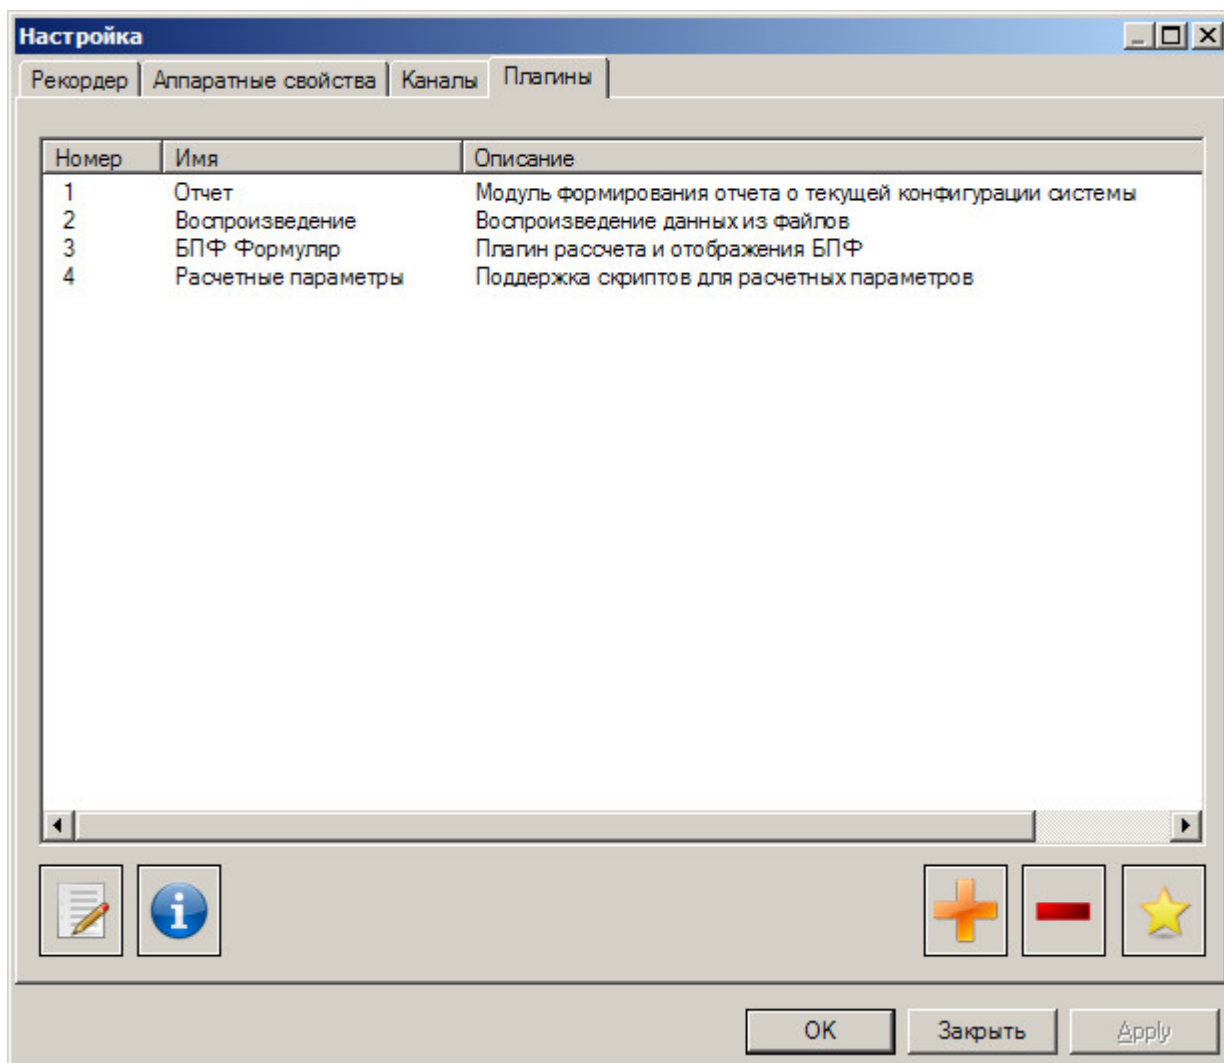 Настройка
Рекордер Аппаратные свойства Каналы Плагины
Номер Имя Описание
1 Отчет Модуль формирования отчета о текущей конфигурации системы
2 Воспроизведение Воспроизведение данных из файлов
3 БПФ Формуляр Плагин рассчета и отображения БПФ
4 Расчетные параметры Поддержка скриптов для расчетных параметров
OK Закрыть Apply